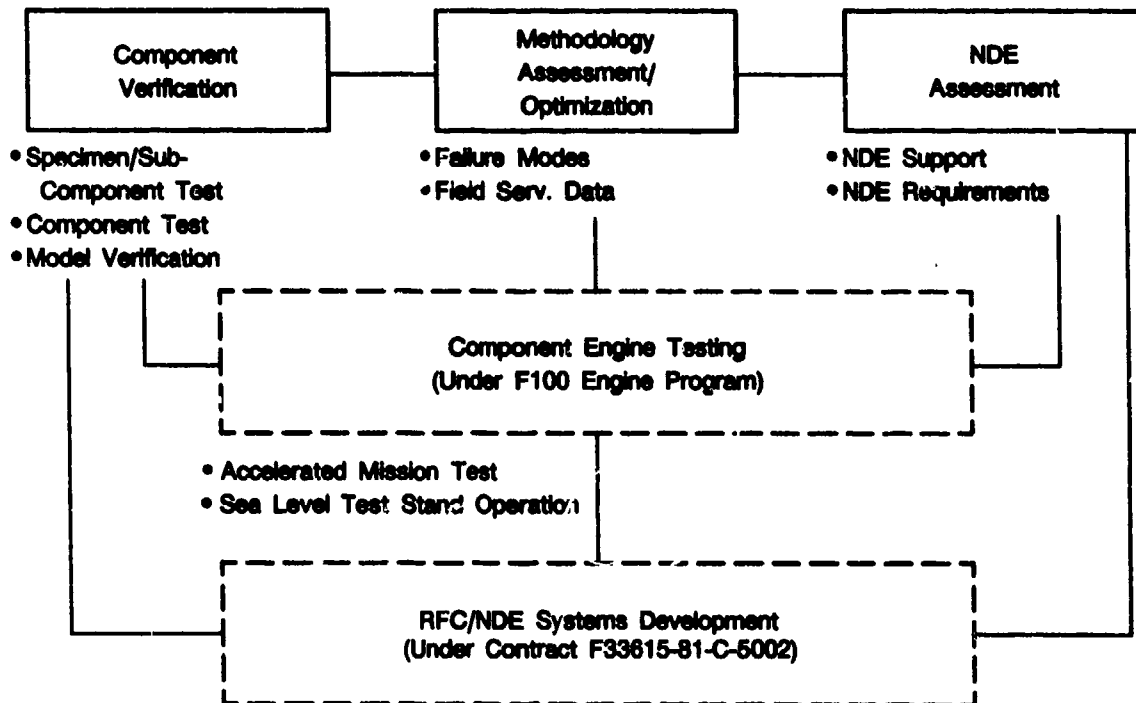 Component
Verification
Methodology
Assessment/
Optimization
NDE
Assessment
• Specimen/Sub-
Component Test
• Component Test
• Model Verification
• Failure Modes
• Field Serv. Data
• NDE Support
• NDE Requirements
Component Engine Testing
(Under F100 Engine Program)
• Accelerated Mission Test
• Sea Level Test Stand Operation
RFC/NDE Systems Development
(Under Contract F33615-81-C-5002)